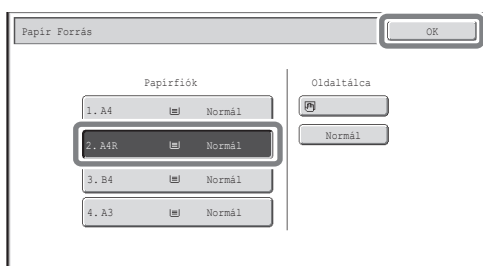 Papír Forrás
OK
Papírfiók
Oldaltálca
1. A4 Normál
2. A4R Normál
Normál
3. B4 Normál
4. A3 Normál